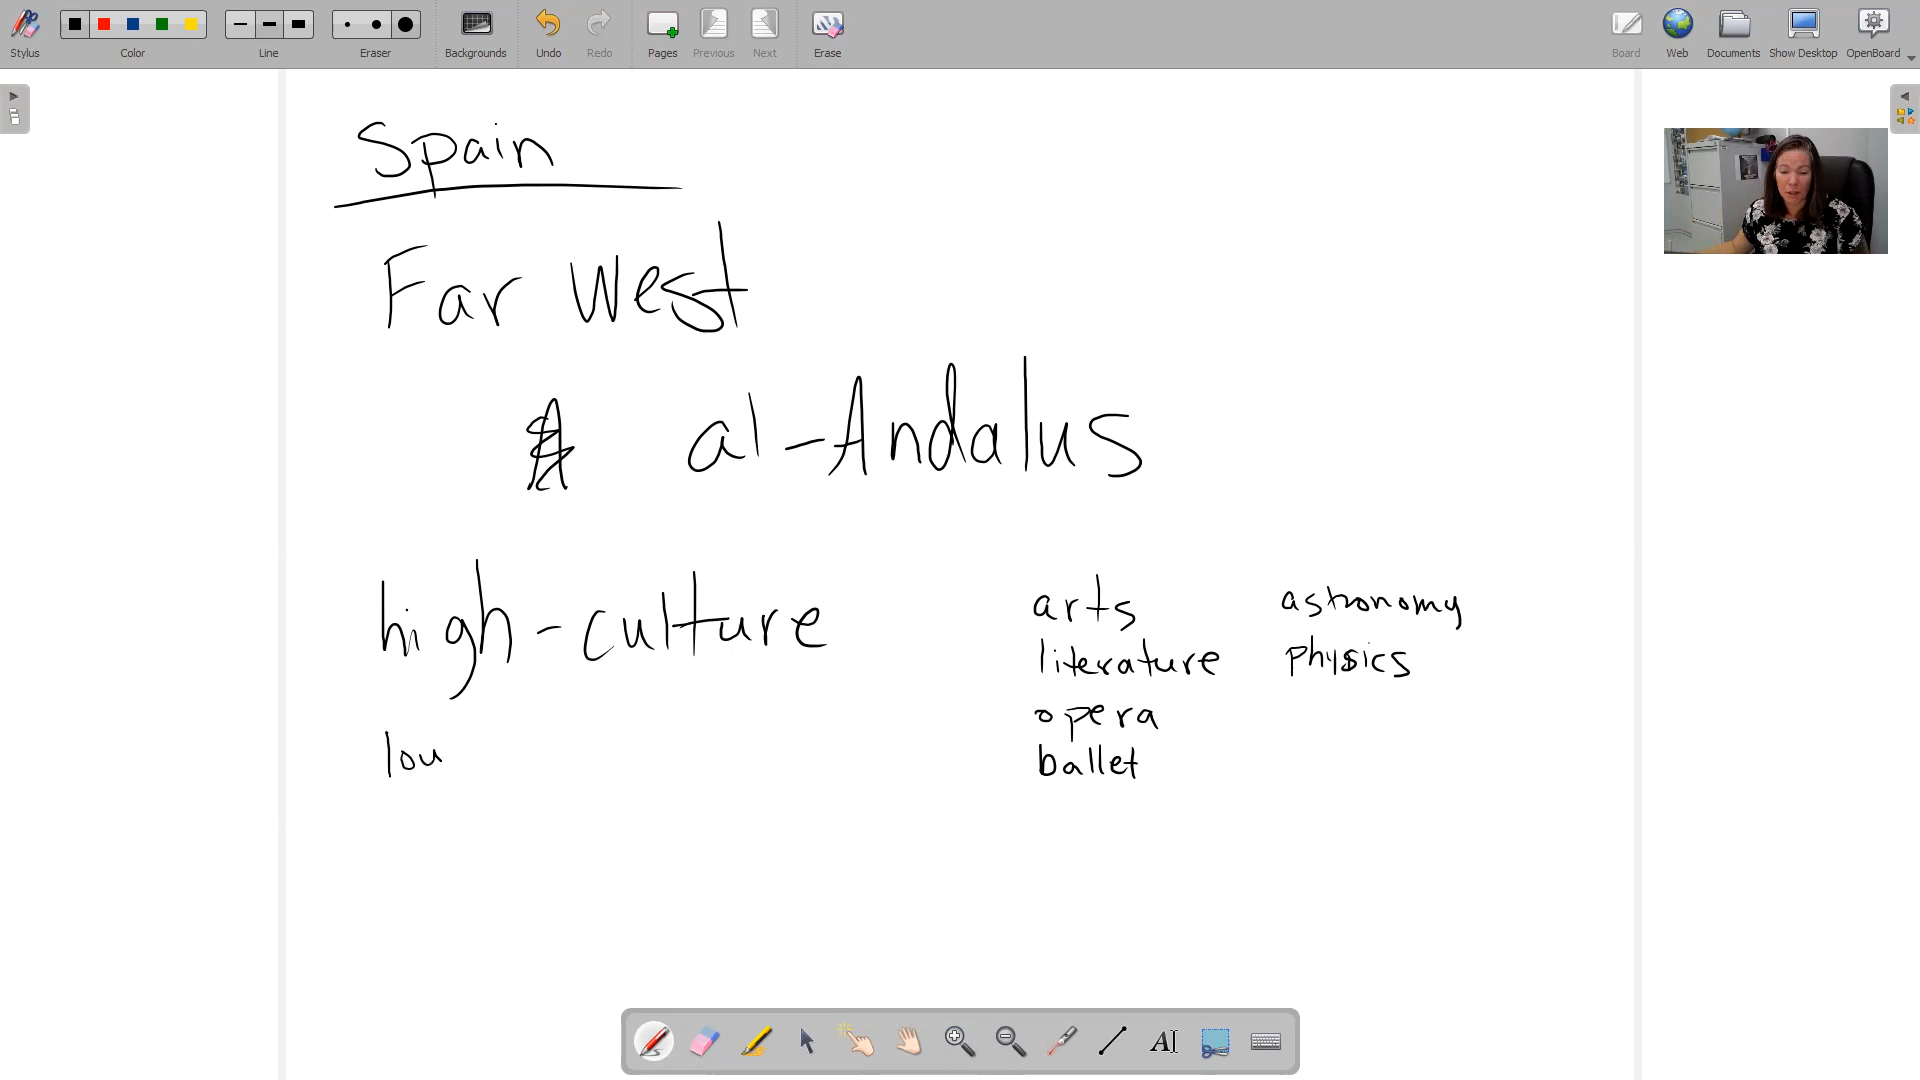 Stylus Color Line Eraser Backgrounds Undo Redo Pages Previous Next Erase Board Web Documents Show Desktop OpenBoard
Spain
Far West
al-Andalus
high-culture
arts astronomy
literature physics
opera
low
ballet
AI